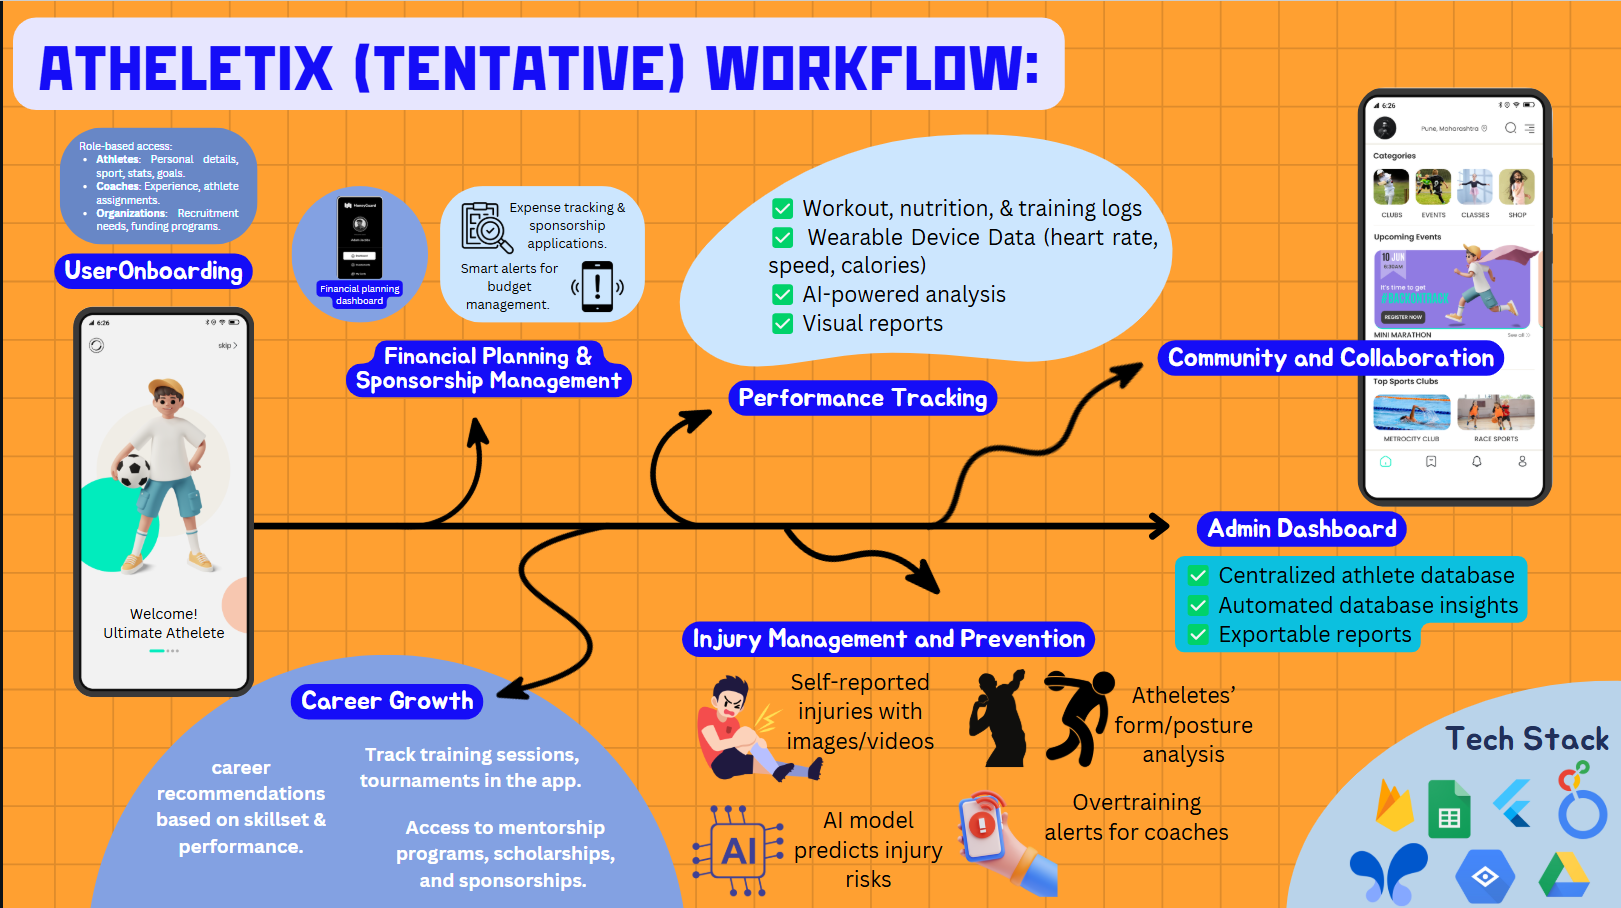 ATHELETIX (TENTATIVE) WORKFLOW:
Role-based access:
• Athletes: Personal details,
sport, stats, goals.
• Coaches: Experience, athlete
assignments.
• Organizations: Recruitment
needs, funding programs.
UserOnboarding
6:26
skip >
Welcome!
Ultimate Athelete
Financial planning
dashboard
Expense tracking &
sponsorship
applications.
Smart alerts for
budget
management.
Financial Planning &
Sponsorship Management
✅ Workout, nutrition, & training logs
✅ Wearable Device Data (heart rate,
speed, calories)
✅ AI-powered analysis
✅ Visual reports
Performance Tracking
6:26
Pune, Maharashtra
Categories
CLUBS EVENTS CLASSES SHOP
Upcoming Events
10 JUN
6:30AM
It's time to get
#BACKONTRACK
REGISTER NOW
MINI MARATHON
See all
Community and Collaboration
Top Sports Clubs
METROCITY CLUB RACE SPORTS
Admin Dashboard
✅ Centralized athlete database
✅ Automated database insights
✅ Exportable reports
Career Growth
career
recommendations
based on skillset &
performance.
Track training sessions,
tournaments in the app.
Access to mentorship
programs, scholarships,
and sponsorships.
Injury Management and Prevention
Self-reported
injuries with
images/videos
Atheletes'
form/posture
analysis
AI
AI model
predicts injury
risks
Overtraining
alerts for coaches
Tech Stack